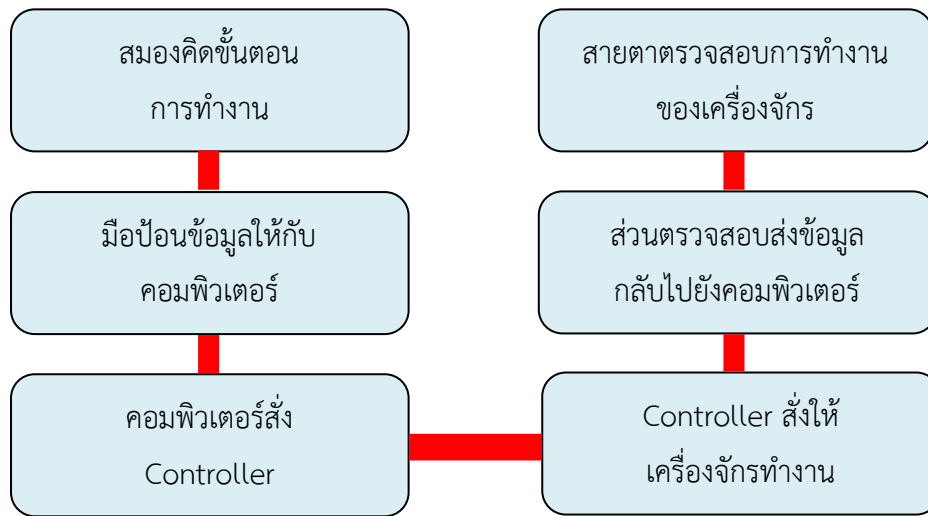 สมองคิดขั้นตอน
การทำงาน
มือป้อนข้อมูลให้กับ
คอมพิวเตอร์
คอมพิวเตอร์สั่ง
Controller
Controller สั่งให้
เครื่องจักรทำงาน
ส่วนตรวจสอบส่งข้อมูล
กลับไปยังคอมพิวเตอร์
สายตาตรวจสอบการทำงาน
ของเครื่องจักร